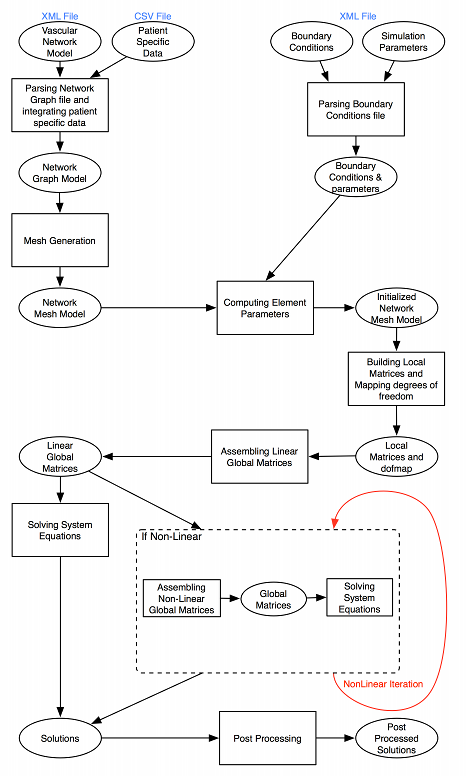 XML File
CSV File
XML File
Vascular
Network
Model
Patient
Specific
Data
Boundary
Conditions
Simulation
Parameters
Parsing Network
Graph file and
integrating patient
specific data
Parsing Boundary
Conditions file
Network
Graph Model
Boundary
Conditions &
parameters
Mesh Generation
Network
Mesh Model
Computing Element
Parameters
Initialized
Network
Mesh Model
Building Local
Matrices and
Mapping degrees of
freedom
Linear
Global
Matrices
Assembling Linear
Global Matrices
Local
Matrices and
dofmap
Solving System
Equations
If Non-Linear
Assembling
Non-Linear
Global Matrices
Global
Matrices
Solving
System
Equations
NonLinear Iteration
Solutions
Post Processing
Post
Processed
Solutions